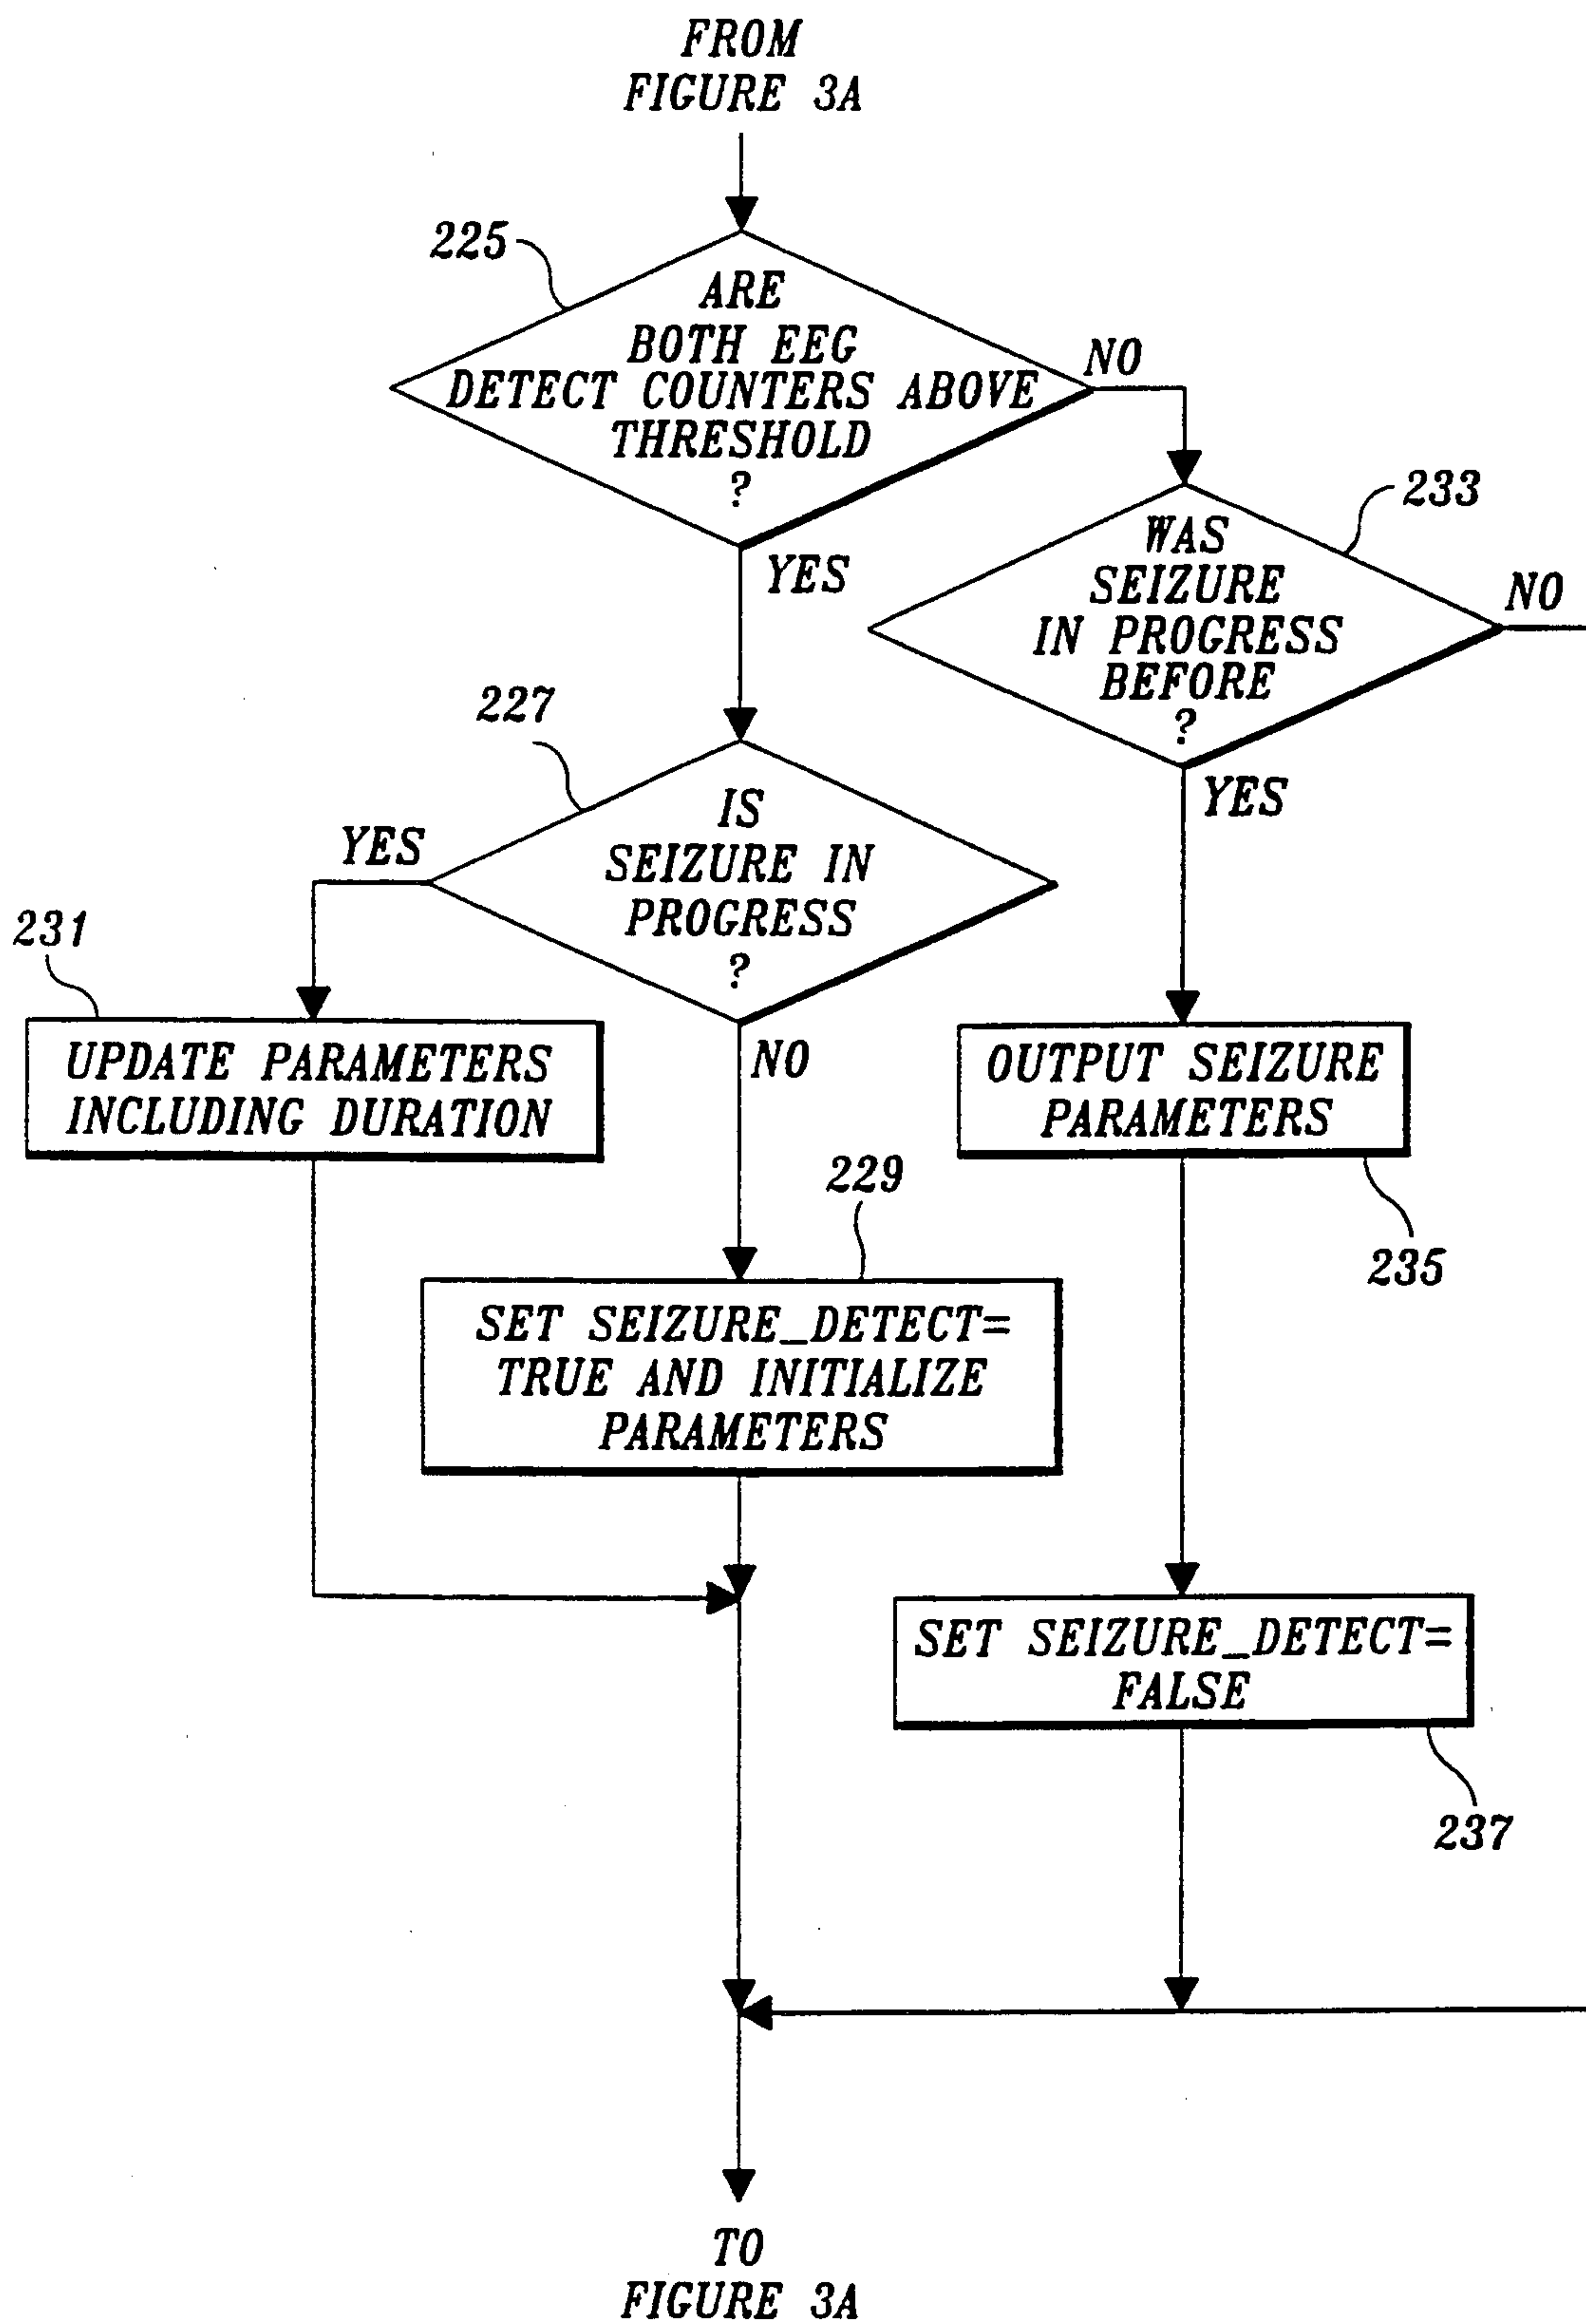 FROM
FIGURE 3A
225
ARE
BOTH EEG
DETECT COUNTERS ABOVE
THRESHOLD
?
NO
YES
233
WAS
SEIZURE
IN PROGRESS
BEFORE
?
NO
YES
227
IS
SEIZURE IN
PROGRESS
?
YES
NO
231
UPDATE PARAMETERS
INCLUDING DURATION
OUTPUT SEIZURE
PARAMETERS
235
229
SET SEIZURE_DETECT=
TRUE AND INITIALIZE
PARAMETERS
SET SEIZURE_DETECT=
FALSE
237
TO
FIGURE 3A